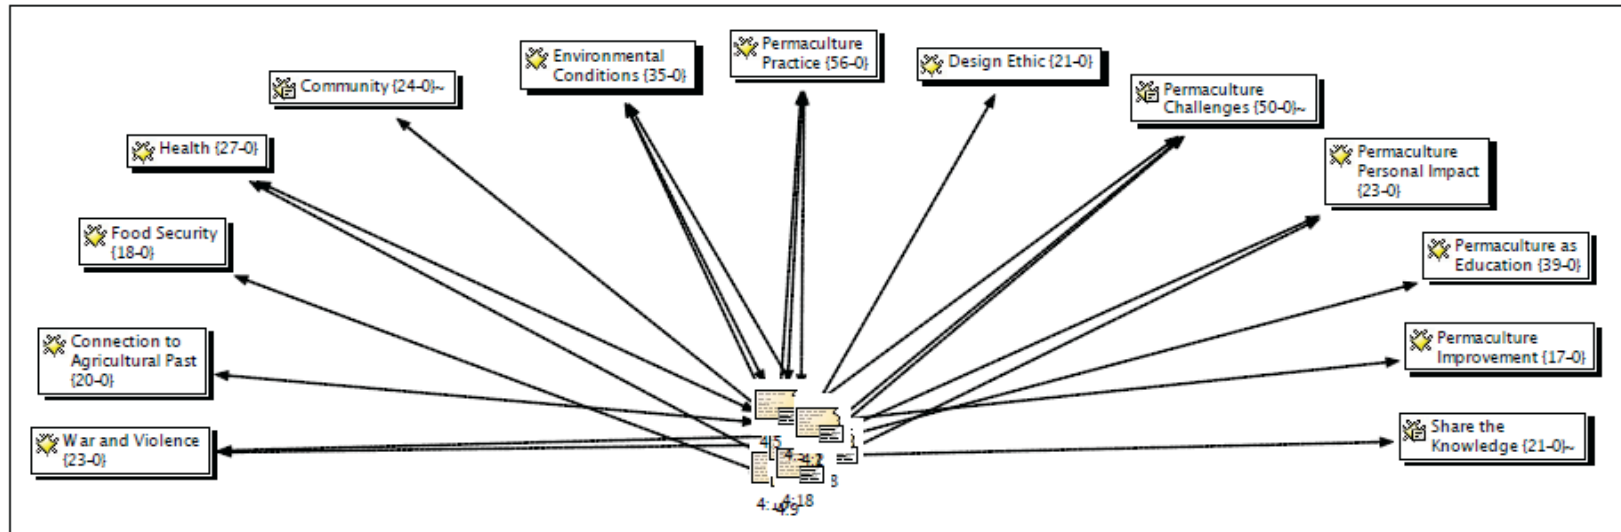 Permaculture
Practice {56-0}
Environmental
Conditions {35-0}
Design Ethic {21-0}
Community {24-0}~
Permaculture
Challenges {50-0}~
Health {27-0}
Permaculture
Personal Impact
{23-0}
Food Security
{18-0}
Permaculture as
Education {39-0}
Connection to
Agricultural Past
{20-0}
Permaculture
Improvement {17-0}
War and Violence
{23-0}
Share the
Knowledge {21-0}~
4:5
4:18